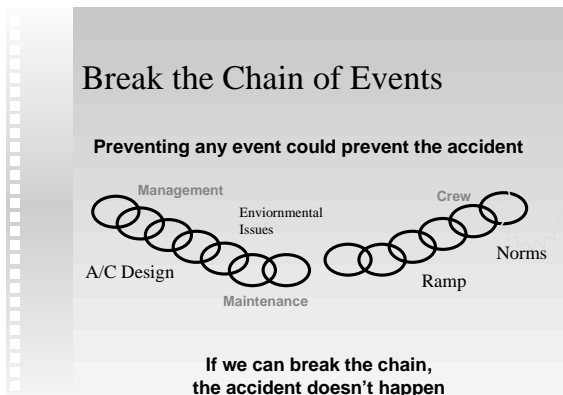 Break the Chain of Events
Preventing any event could prevent the accident
Management
Crew
Enviornmental
Issues
Norms
A/C Design
Ramp
Maintenance
If we can break the chain,
the accident doesn't happen